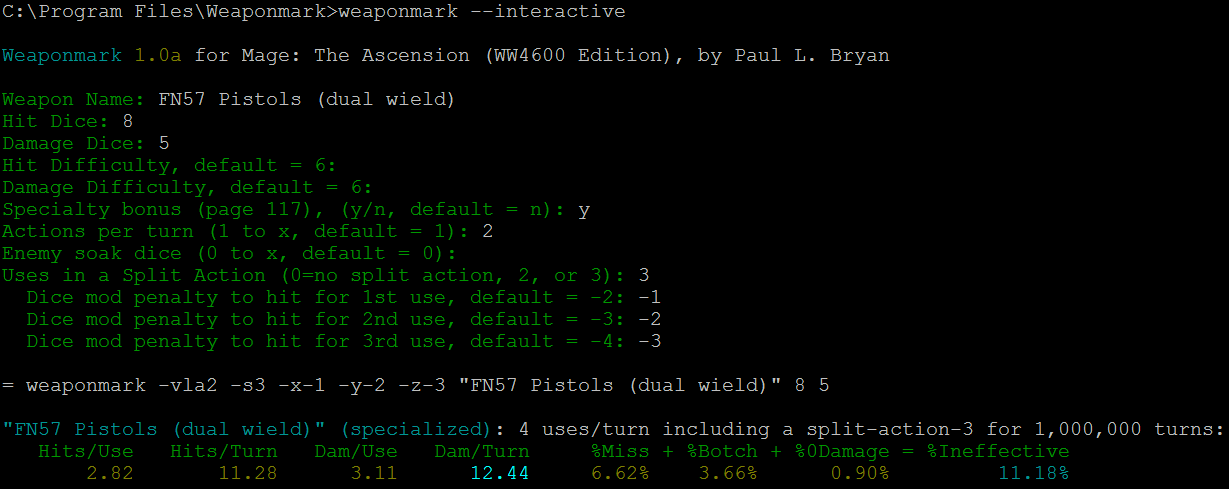 C:\Program Files\Weaponmark>weaponmark --interactive
Weaponmark 1.0a for Mage: The Ascension (WW4600 Edition), by Paul L. Bryan
Weapon Name: FN57 Pistols (dual wield)
Hit Dice: 8
Damage Dice: 5
Hit Difficulty, default = 6:
Damage Difficulty, default = 6:
Specialty bonus (page 117), (y/n, default = n): y
Actions per turn (1 to x, default = 1): 2
Enemy soak dice (0 to x, default = 0):
Uses in a Split Action (0=no split action, 2, or 3): 3
  Dice mod penalty to hit for 1st use, default = -2: -1
  Dice mod penalty to hit for 2nd use, default = -3: -2
  Dice mod penalty to hit for 3rd use, default = -4: -3
= weaponmark -vla2 -s3 -x-1 -y-2 -z-3 "FN57 Pistols (dual wield)" 8 5
"FN57 Pistols (dual wield)" (specialized): 4 uses/turn including a split-action-3 for 1,000,000 turns:
   Hits/Use   Hits/Turn   Dam/Use   Dam/Turn     %Miss + %Botch + %0Damage = %Ineffective
       2.82       11.28      3.11      12.44     6.62%    3.66%      0.90%         11.18%